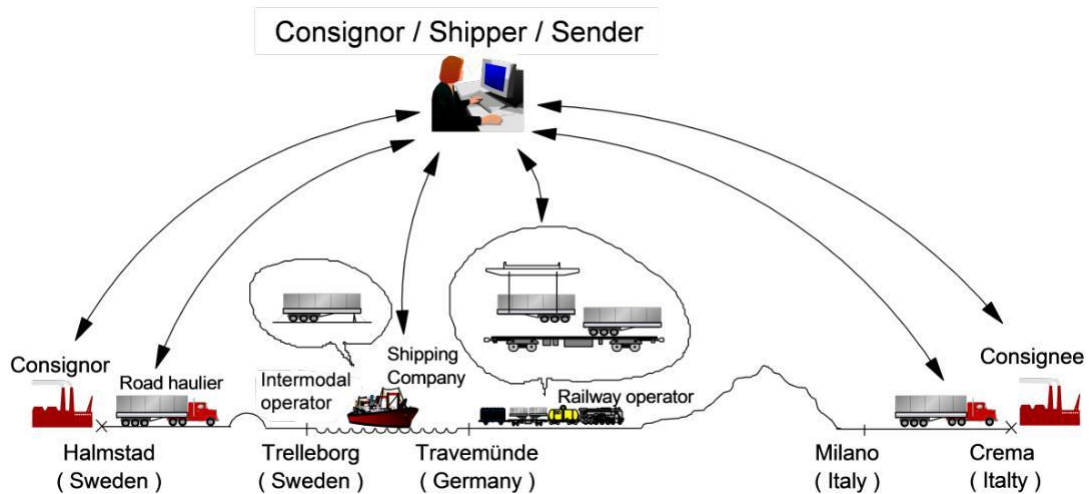 Consignor / Shipper / Sender
Consignor
Road haulier
Intermodal
operator
Shipping
Company
Railway operator
Consignee
Halmstad
( Sweden )
Trelleborg
( Sweden )
Travemünde
( Germany )
Milano
( Italy )
Crema
( Italty )